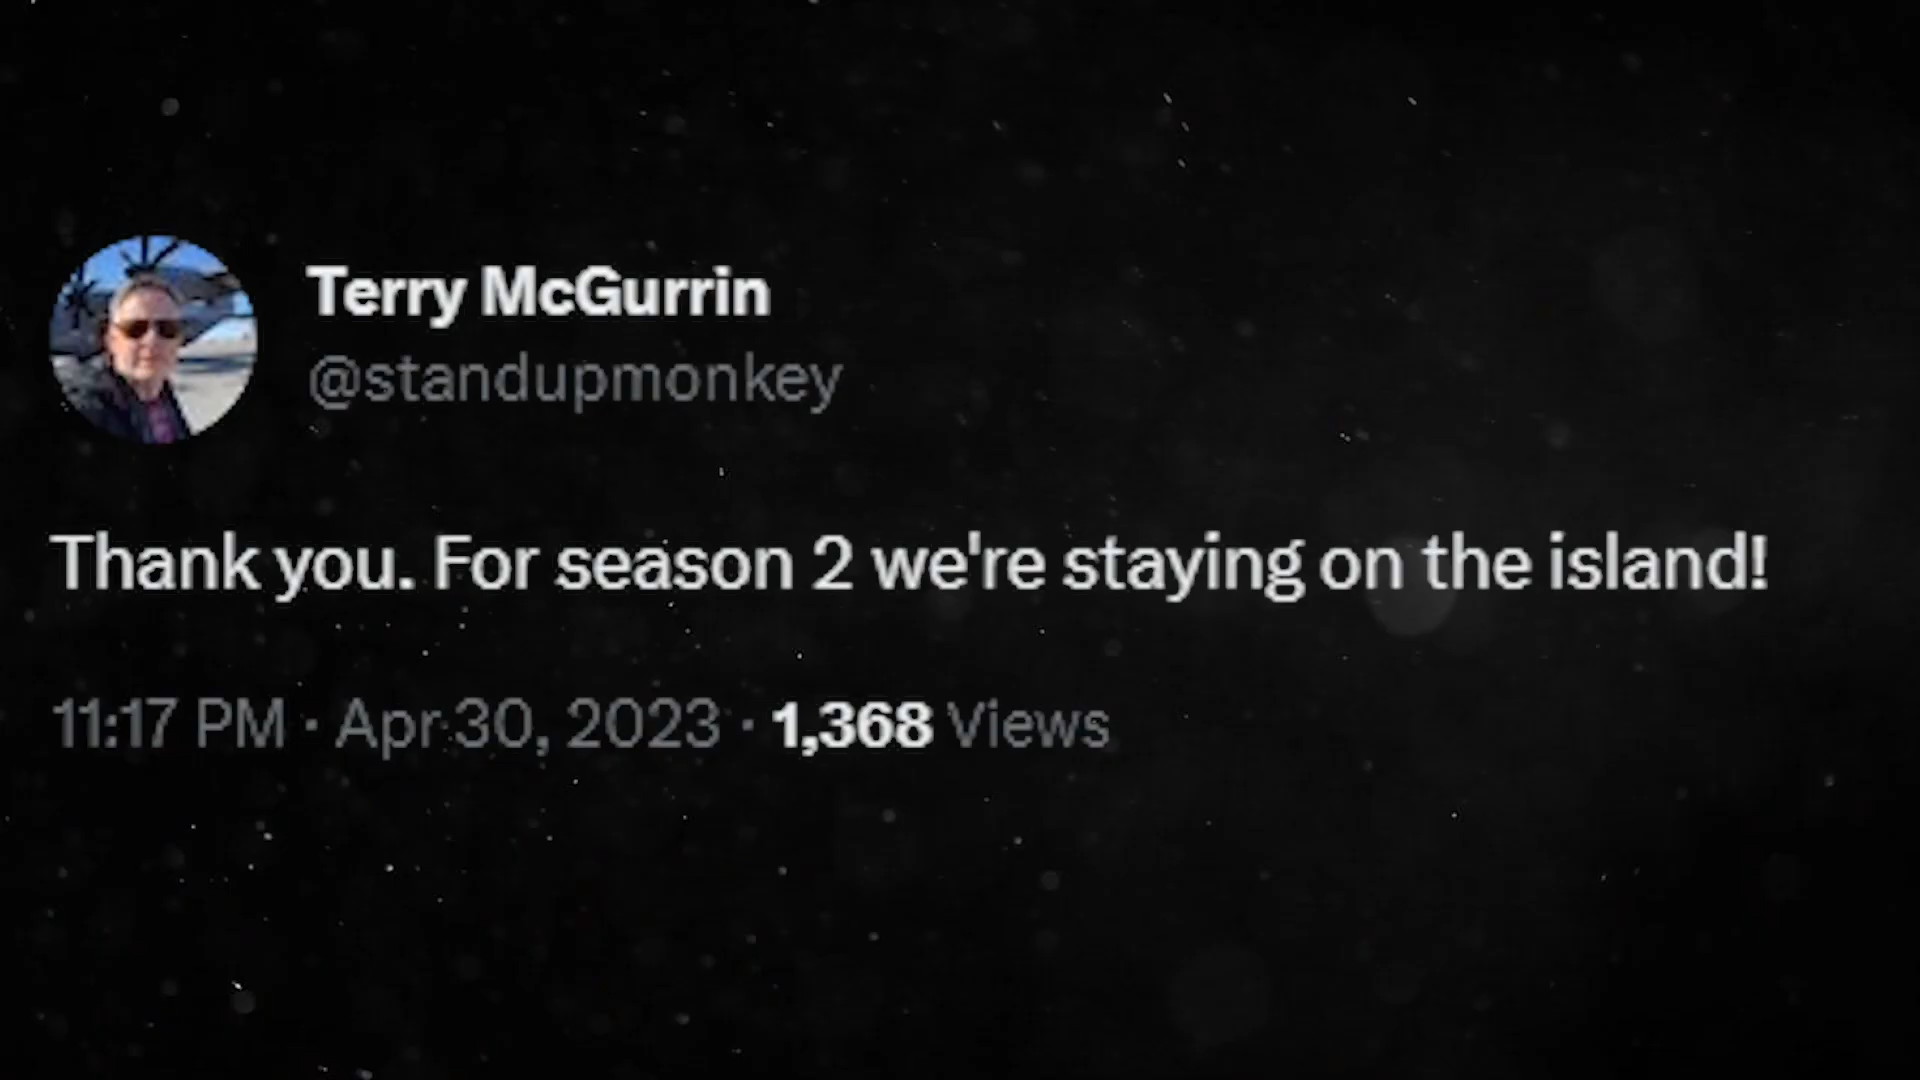 Terry McGurrin
@standupmonkey
Thank you. For season 2 we're staying on the island!
11:17 PM · Apr 30, 2023 · 1,368 Views